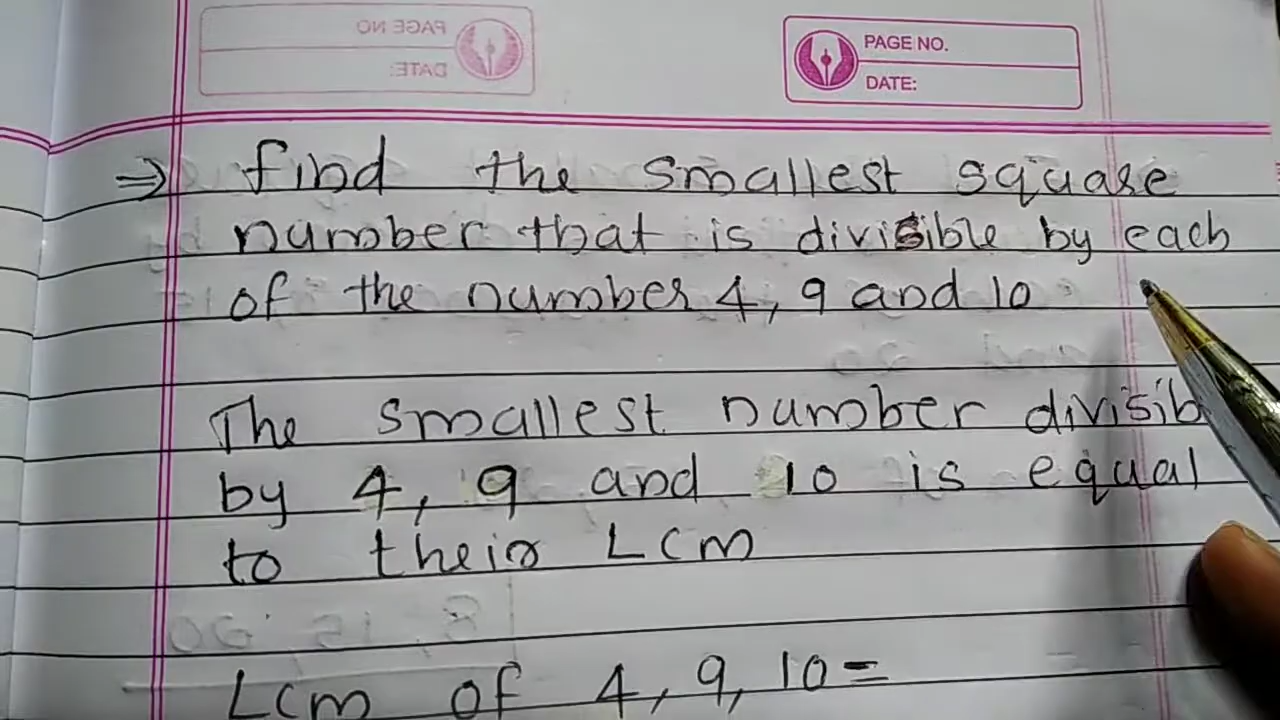 PAGE NO.
DATE:
find the smallest square
number that is divisible by each
of the number 4, 9 and 10
The smallest number divisib
by 4, 9 and 10 is equal
to their LCM
LCM of 4, 9, 10 =